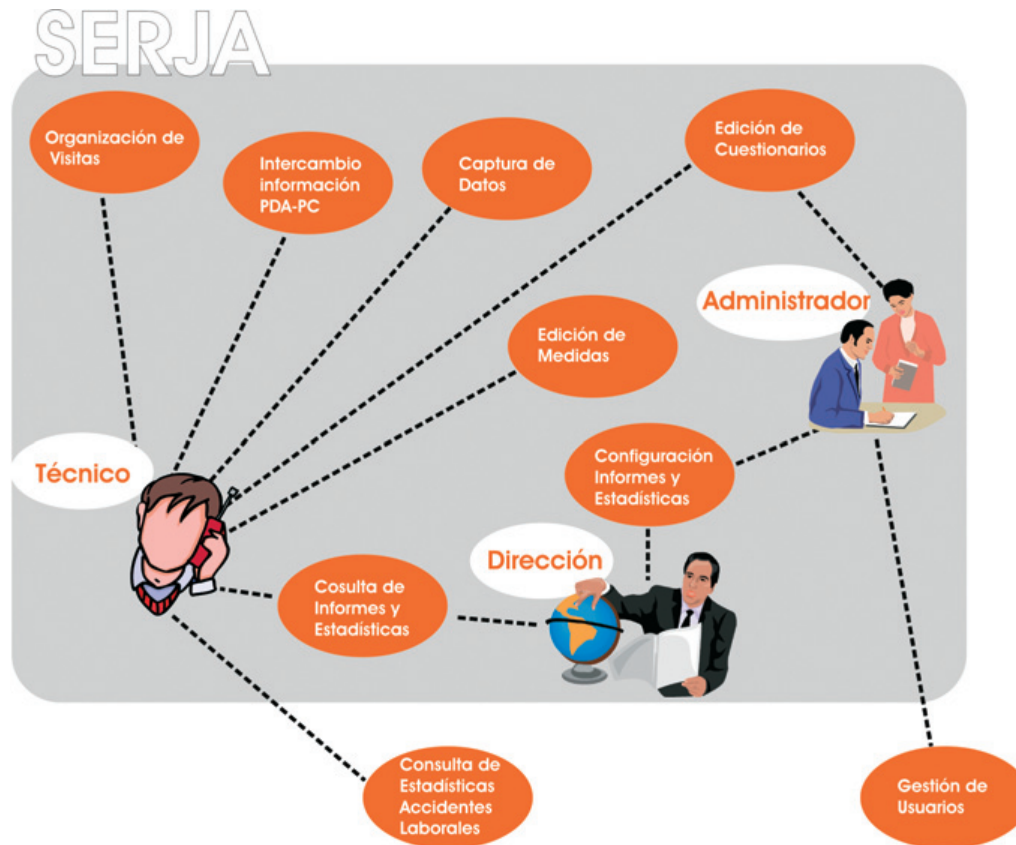 SERJA
Organización de
Visitas
Intercambio
información
PDA-PC
Captura de
Datos
Edición de
Cuestionarios
Administrador
Edición de
Medidas
Técnico
Configuración
Informes y
Estadísticas
Dirección
Cosulta de
Informes y
Estadísticas
Consulta de
Estadísticas
Accidentes
Laborales
Gestión de
Usuarios